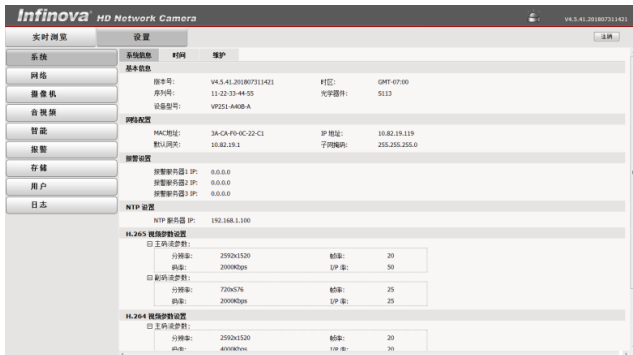 Infinova HD Network Camera V4.5.41.201807311421
实时浏览 设置 注销
系统 系统信息 时间 维护
网络
摄像机
音视频
智能
报警
存储
用户
日志
基本信息
版本号: V4.5.41.201807311421 时区: GMT-07:00
序列号: 11-22-33-44-55 光学器件: S113
设备型号: VP251-A40B-A
网络配置
MAC地址: 3A-CA-F0-0C-22-C1 IP 地址: 10.82.19.119
默认网关: 10.82.19.1 子网掩码: 255.255.255.0
报警设置
报警服务器1 IP: 0.0.0.0
报警服务器2 IP: 0.0.0.0
报警服务器3 IP: 0.0.0.0
NTP 设置
NTP 服务器 IP: 192.168.1.100
H.265 视频参数设置
主码流参数:
分辨率: 2592x1520 帧率: 20
码率: 2000Kbps I/P 率: 50
副码流参数:
分辨率: 720x576 帧率: 25
码率: 2000Kbps I/P 率: 25
H.264 视频参数设置
主码流参数:
分辨率: 2592x1520 帧率: 20
码率: 4000Kbps I/P 率: 20